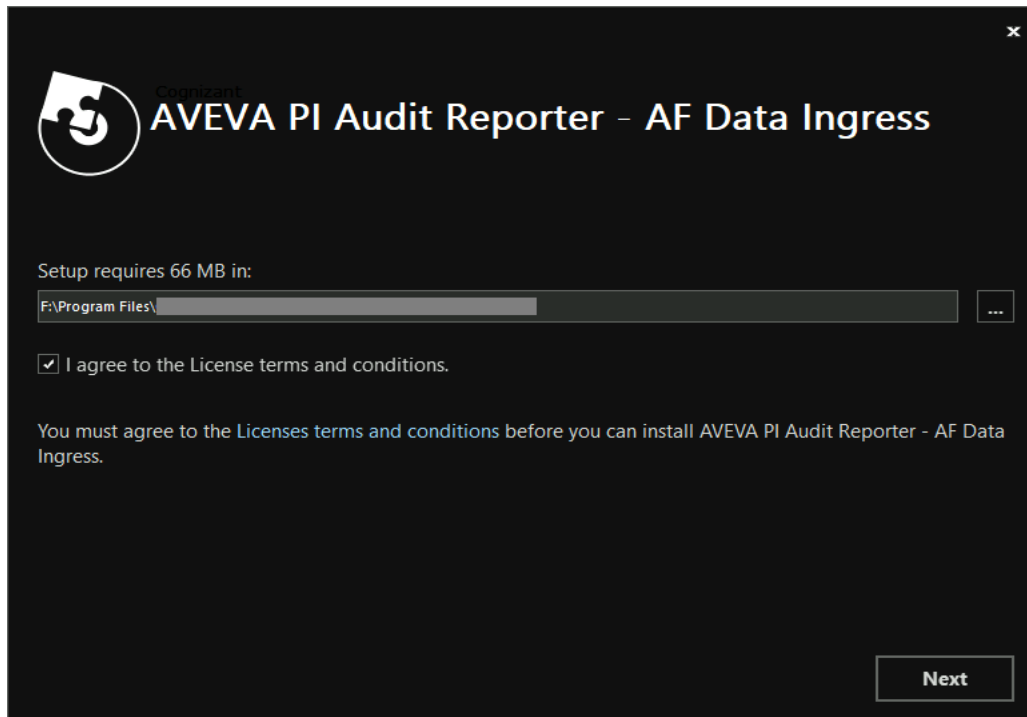 x
Cognizant
AVEVA PI Audit Reporter - AF Data Ingress
Setup requires 66 MB in:
F:\Program Files\
...
I agree to the License terms and conditions.
You must agree to the Licenses terms and conditions before you can install AVEVA PI Audit Reporter - AF Data
Ingress.
Next